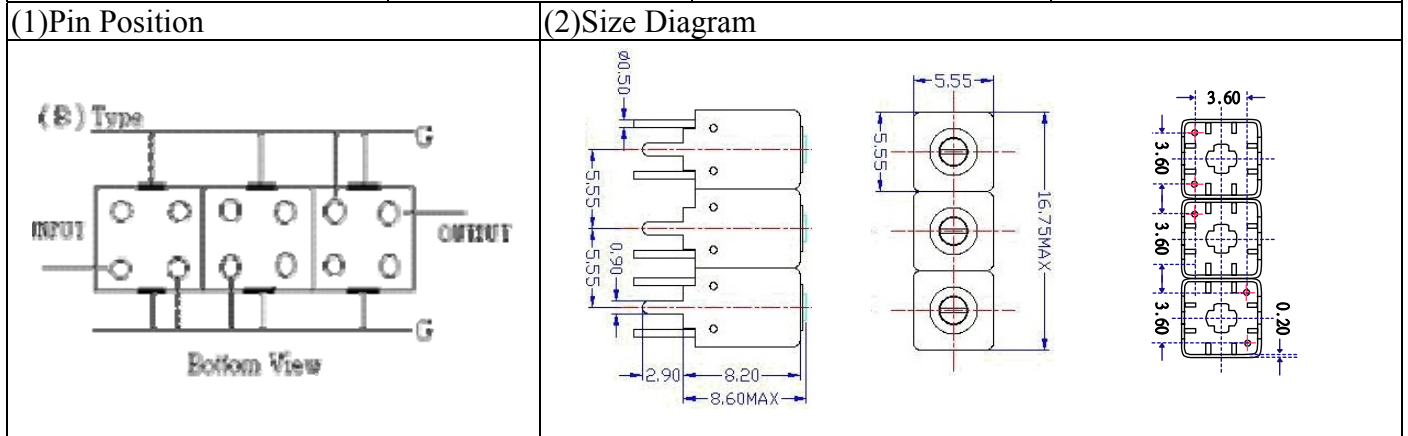 (1)Pin Position
(2)Size Diagram
(S) Type
G
INPUT
OUTPUT
G
Bottom View
ø0.50
5.55
5.55
0.90
2.90
8.20
8.60MAX
5.55
5.55
16.75MAX
3.60
3.60
3.60
3.60
0.20